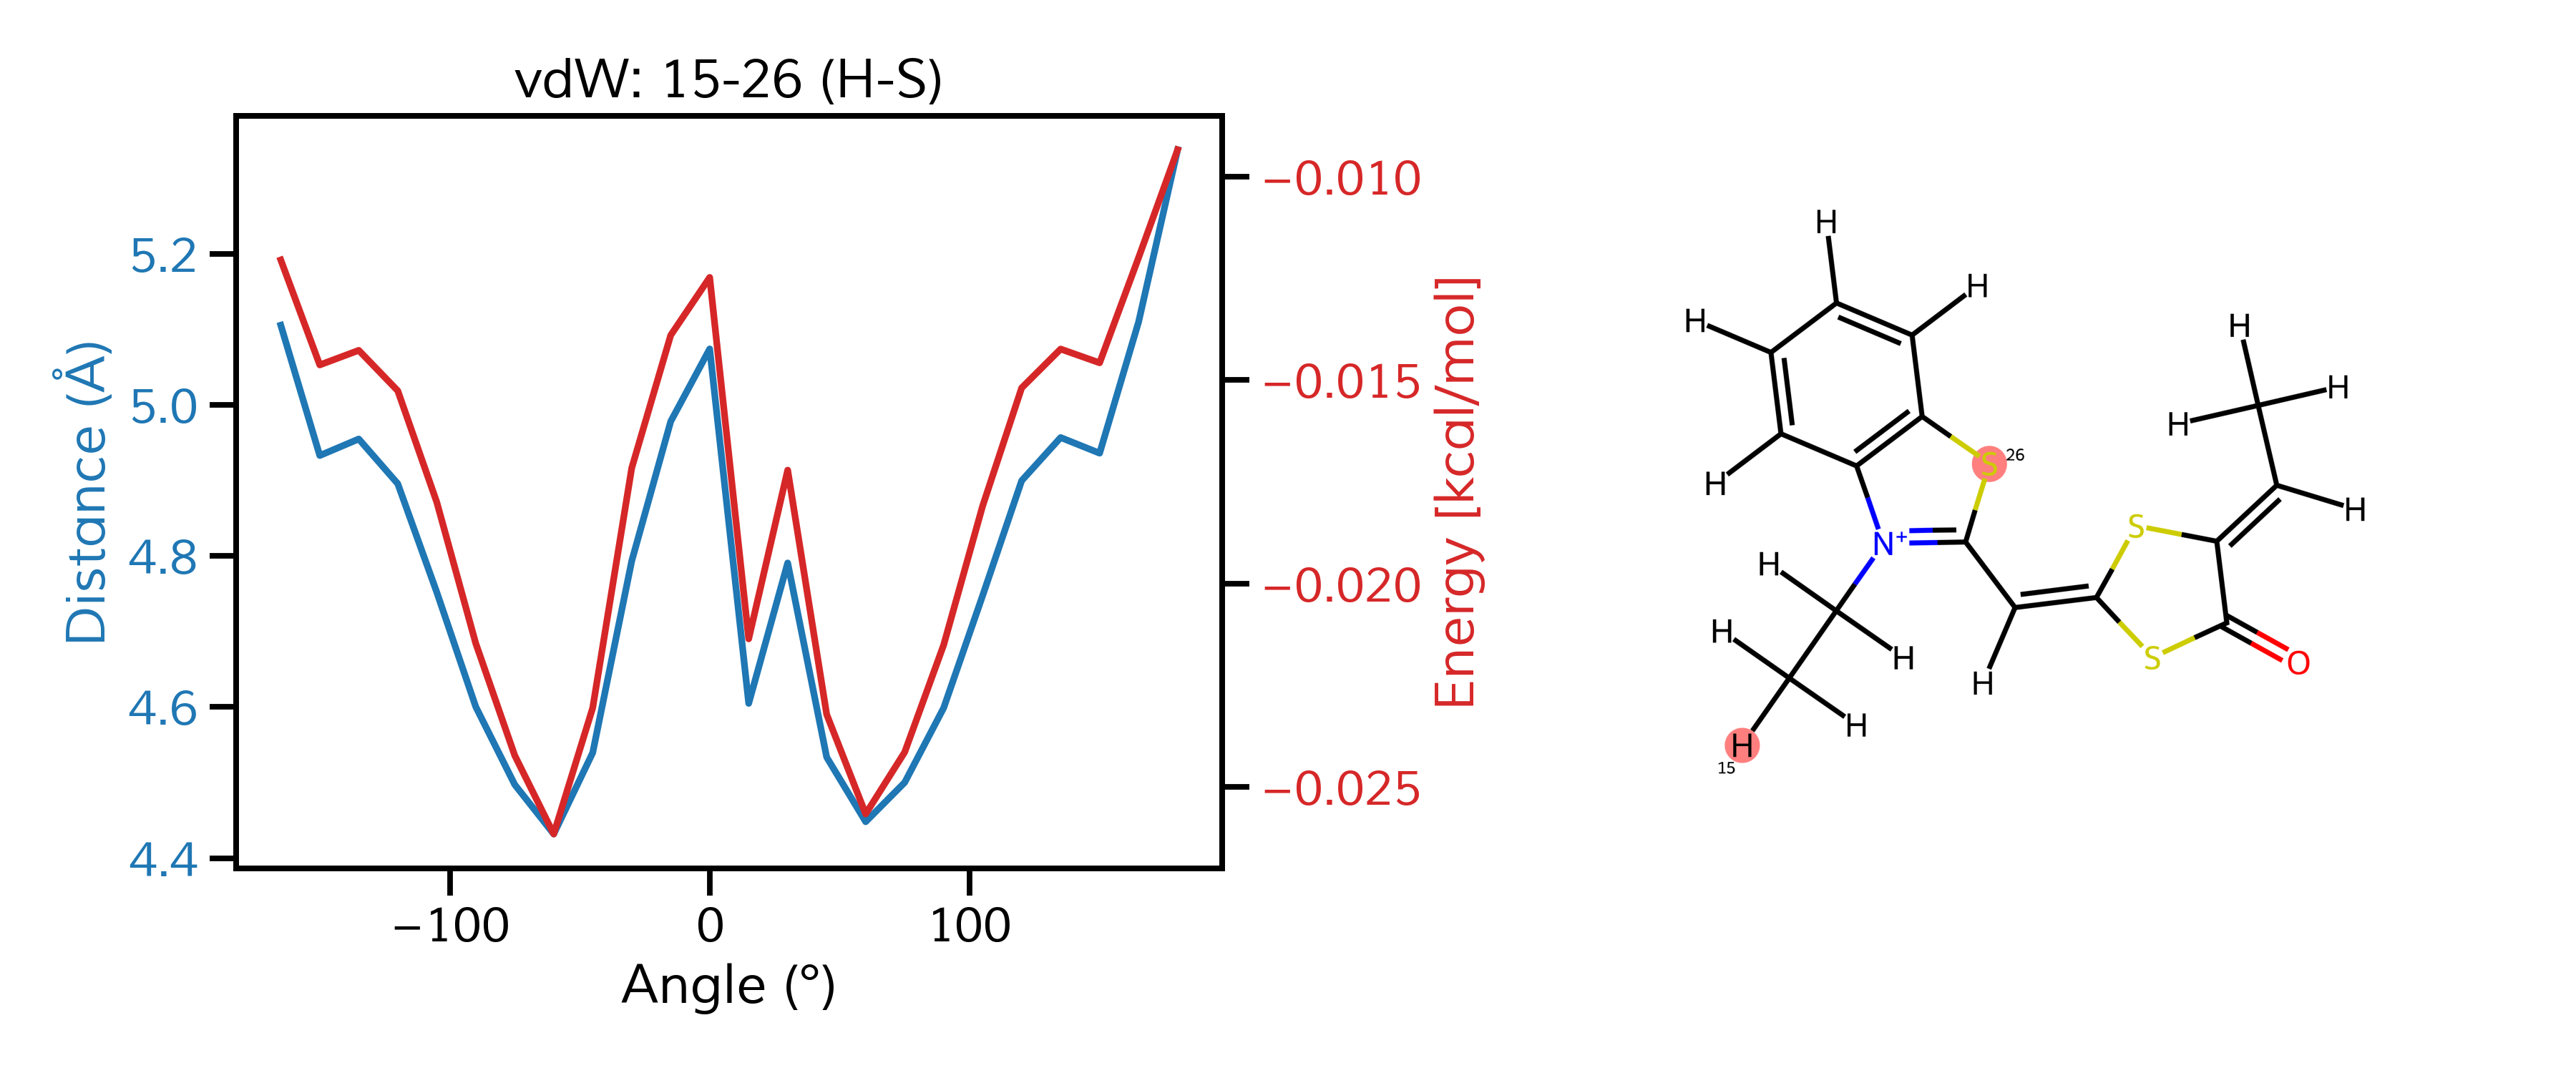 vdW: 15-26 (H-S)
5.2
5.0
4.8
4.6
4.4
Distance (Å)
−100
0
100
Angle (°)
−0.010
−0.015
−0.020
−0.025
Energy [kcal/mol]
H
H
H
H
H
H
H
S 26
H
S
N+
H
H
H
S
O
H
H
H
15